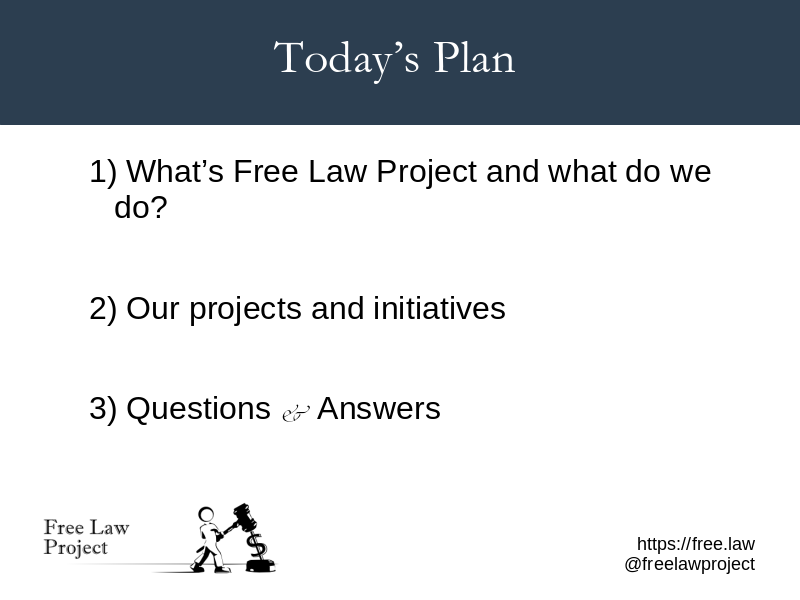 Today’s Plan
1) What’s Free Law Project and what do we
do?
2) Our projects and initiatives
3) Questions & Answers
Free Law
Project
$
https://free.law
@freelawproject